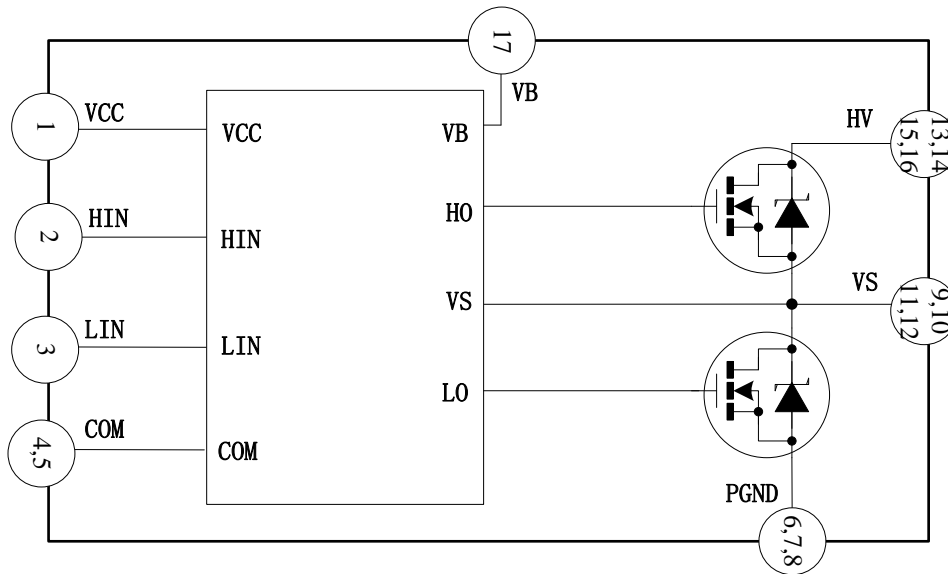 17
VB
1
VCC
VCC
VB
HV
13,14
15,16
2
HIN
HIN
HO
3
LIN
LIN
VS
VS
9,10
11,12
LO
4,5
COM
COM
PGND
6,7,8